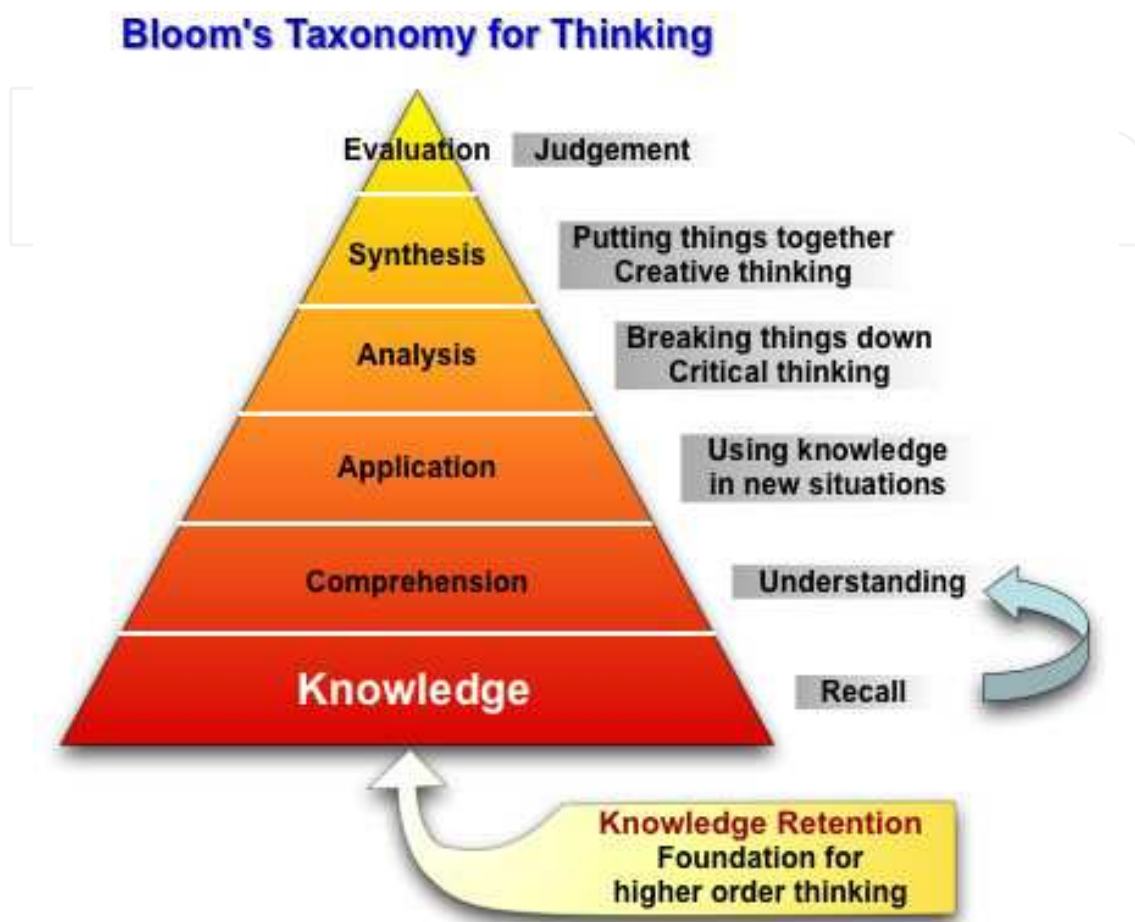 Bloom's Taxonomy for Thinking
Evaluation
Judgement
Synthesis
Putting things together
Creative thinking
Analysis
Breaking things down
Critical thinking
Application
Using knowledge
in new situations
Comprehension
Understanding
Knowledge
Recall
Knowledge Retention
Foundation for
higher order thinking